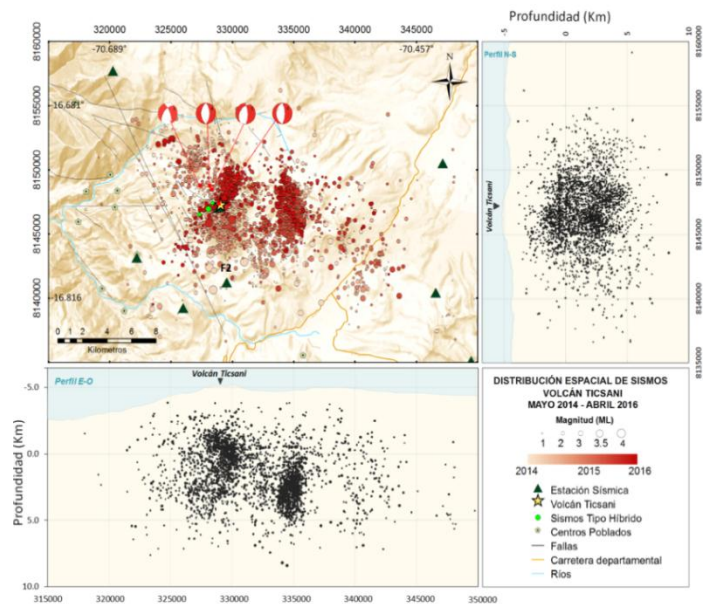 Profundidad (Km)
320000 325000 330000 335000 340000 345000
-5 0 5 10
-70.689° -70.457°
N
Perfil N-S
8160000
8155000
8150000
8145000
8140000
8135000
-16.681°
-16.816
F2
Volcán Ticsani
0 1 2 4 6 8
Kilómetros
8160000
8155000
8150000
8145000
8140000
Volcán Ticsani
Perfil E-O
Profundidad (Km)
-5.0
0.0
5.0
10.0
315000 320000 325000 330000 335000 340000 345000 350000
DISTRIBUCIÓN ESPACIAL DE SISMOS
VOLCÁN TICSANI
MAYO 2014 - ABRIL 2016
Magnitud (ML)
1 2 3 3.5 4
2014 2015 2016
Estación Sísmica
Volcán Ticsani
Sismos Tipo Híbrido
Centros Poblados
Fallas
Carretera departamental
Ríos